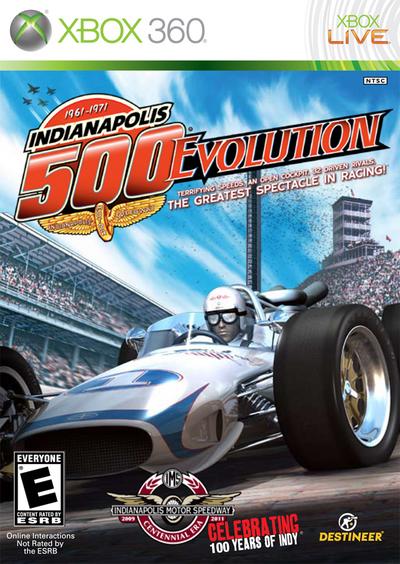 XBOX 360
XBOX
LIVE
NTSC
1961-1971
INDIANAPOLIS
500 EVOLUTION
TERRIFYING SPEEDS, AN OPEN COCKPIT, 32 DRIVEN RIVALS.
THE GREATEST SPECTACLE IN RACING!
EVERYONE
E
CONTENT RATED BY
ESRB
Online Interactions
Not Rated by
the ESRB
IMS
INDIANAPOLIS MOTOR SPEEDWAY
2009
2011
CENTENNIAL ERA
CELEBRATING
100 YEARS OF INDY
DESTINEER